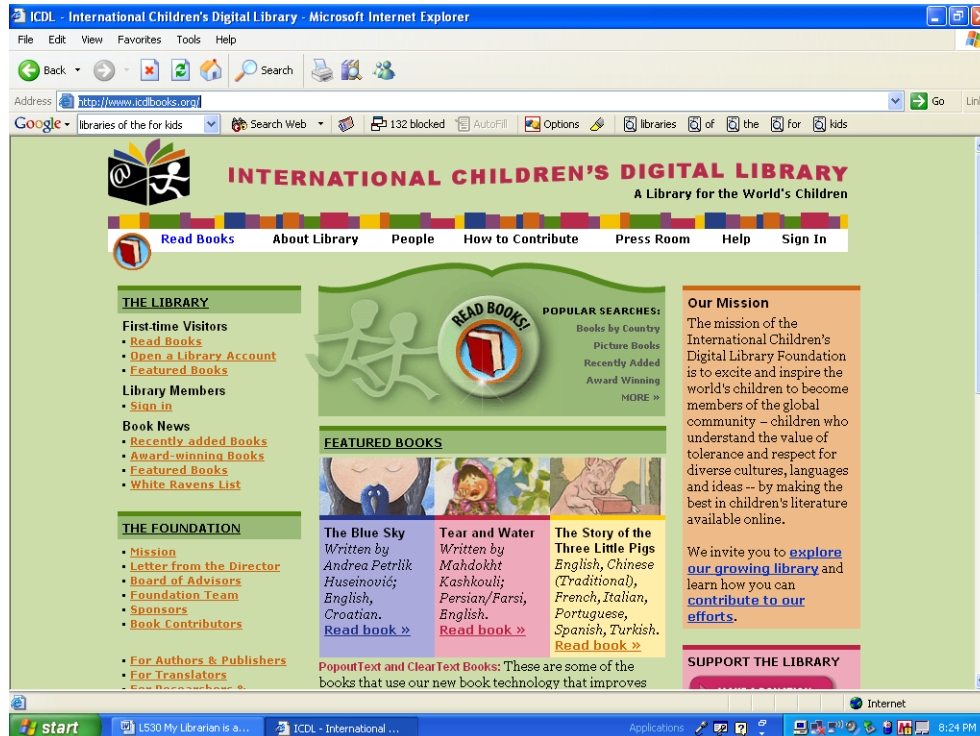 ICDL - International Children's Digital Library - Microsoft Internet Explorer
File Edit View Favorites Tools Help
Back Search
Address http://www.icdlbooks.org/ Go
Google libraries of the for kids Search Web 132 blocked AutoFill Options libraries of the for kids
INTERNATIONAL CHILDREN'S DIGITAL LIBRARY
A Library for the World's Children
Read Books About Library People How to Contribute Press Room Help Sign In
THE LIBRARY
First-time Visitors
Read Books
Open a Library Account
Featured Books
Library Members
Sign in
Book News
Recently added Books
Award-winning Books
Featured Books
White Ravens List
THE FOUNDATION
Mission
Letter from the Director
Board of Advisors
Foundation Team
Sponsors
Book Contributors
For Authors & Publishers
For Translators
READ BOOKS!
POPULAR SEARCHES:
Books by Country
Picture Books
Recently Added
Award Winning
MORE »
FEATURED BOOKS
The Blue Sky
Written by
Andrea Petrlik
Huseinović;
English,
Croatian.
Read book »
Tear and Water
Written by
Mahdokht
Kashkouli;
Persian/Farsi,
English.
Read book »
The Story of the
Three Little Pigs
English, Chinese
(Traditional),
French, Italian,
Portuguese,
Spanish, Turkish.
Read book »
PopoutText and ClearText Books: These are some of the
books that use our new book technology that improves
Our Mission
The mission of the
International Children's
Digital Library Foundation
is to excite and inspire the
world's children to become
members of the global
community – children who
understand the value of
tolerance and respect for
diverse cultures, languages
and ideas -- by making the
best in children's literature
available online.
We invite you to explore
our growing library and
learn how you can
contribute to our
efforts.
SUPPORT THE LIBRARY
Internet
start L530 My Librarian is a... ICDL - International ... Applications 8:24 PM